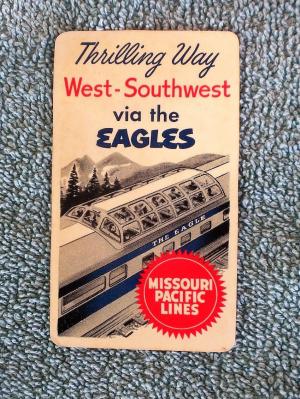 Thrilling Way
West-Southwest
via the
EAGLES
THE EAGLE
MISSOURI
PACIFIC
LINES